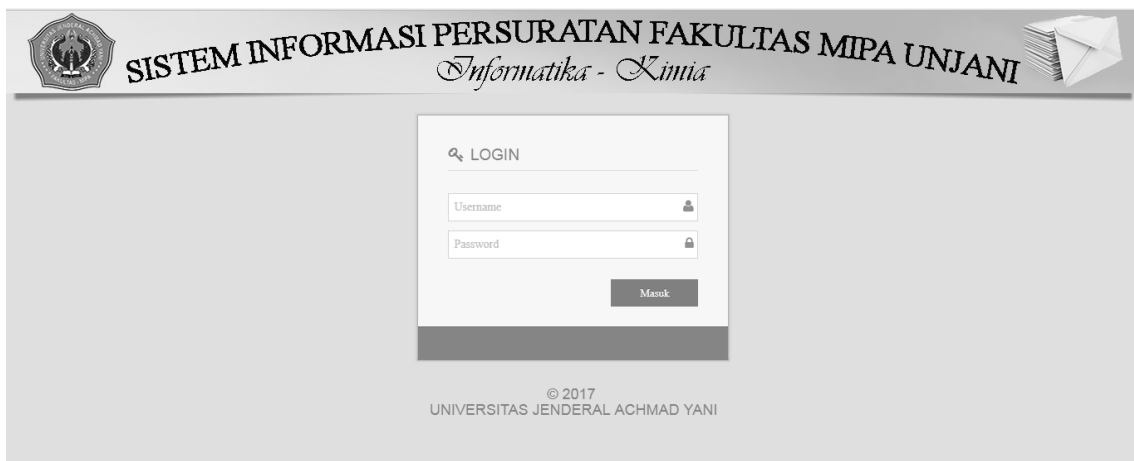 SISTEM INFORMASI PERSURATAN FAKULTAS MIPA UNJANI
Informatika - Kimia
LOGIN
Username
Password
Masuk
© 2017
UNIVERSITAS JENDERAL ACHMAD YANI